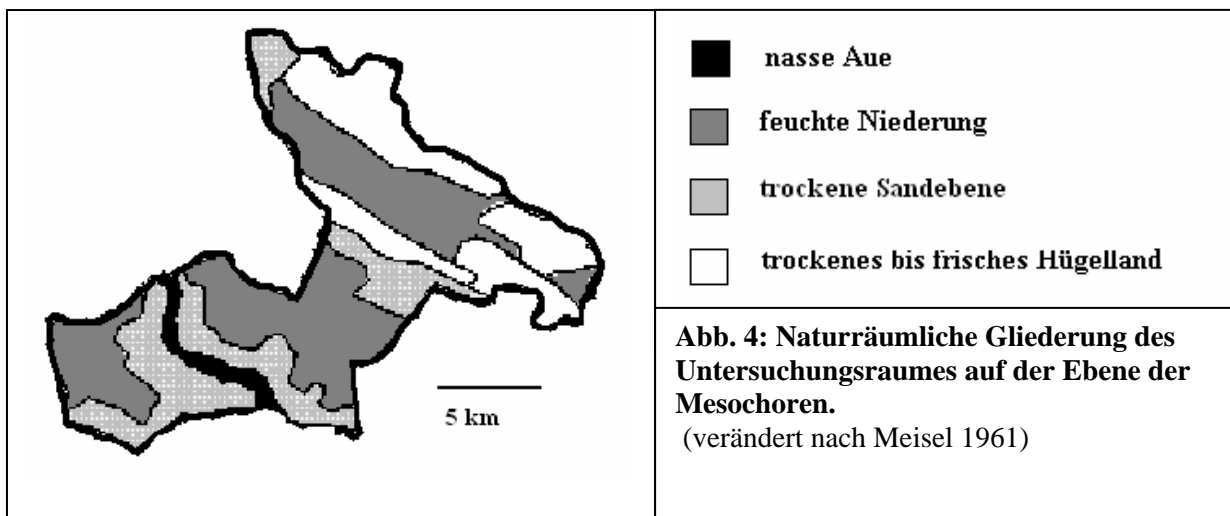 5 km
nasse Aue
feuchte Niederung
trockene Sandebene
trockenes bis frisches Hügelland
Abb. 4: Naturräumliche Gliederung des
Untersuchungsraumes auf der Ebene der
Mesochoren.
(verändert nach Meisel 1961)